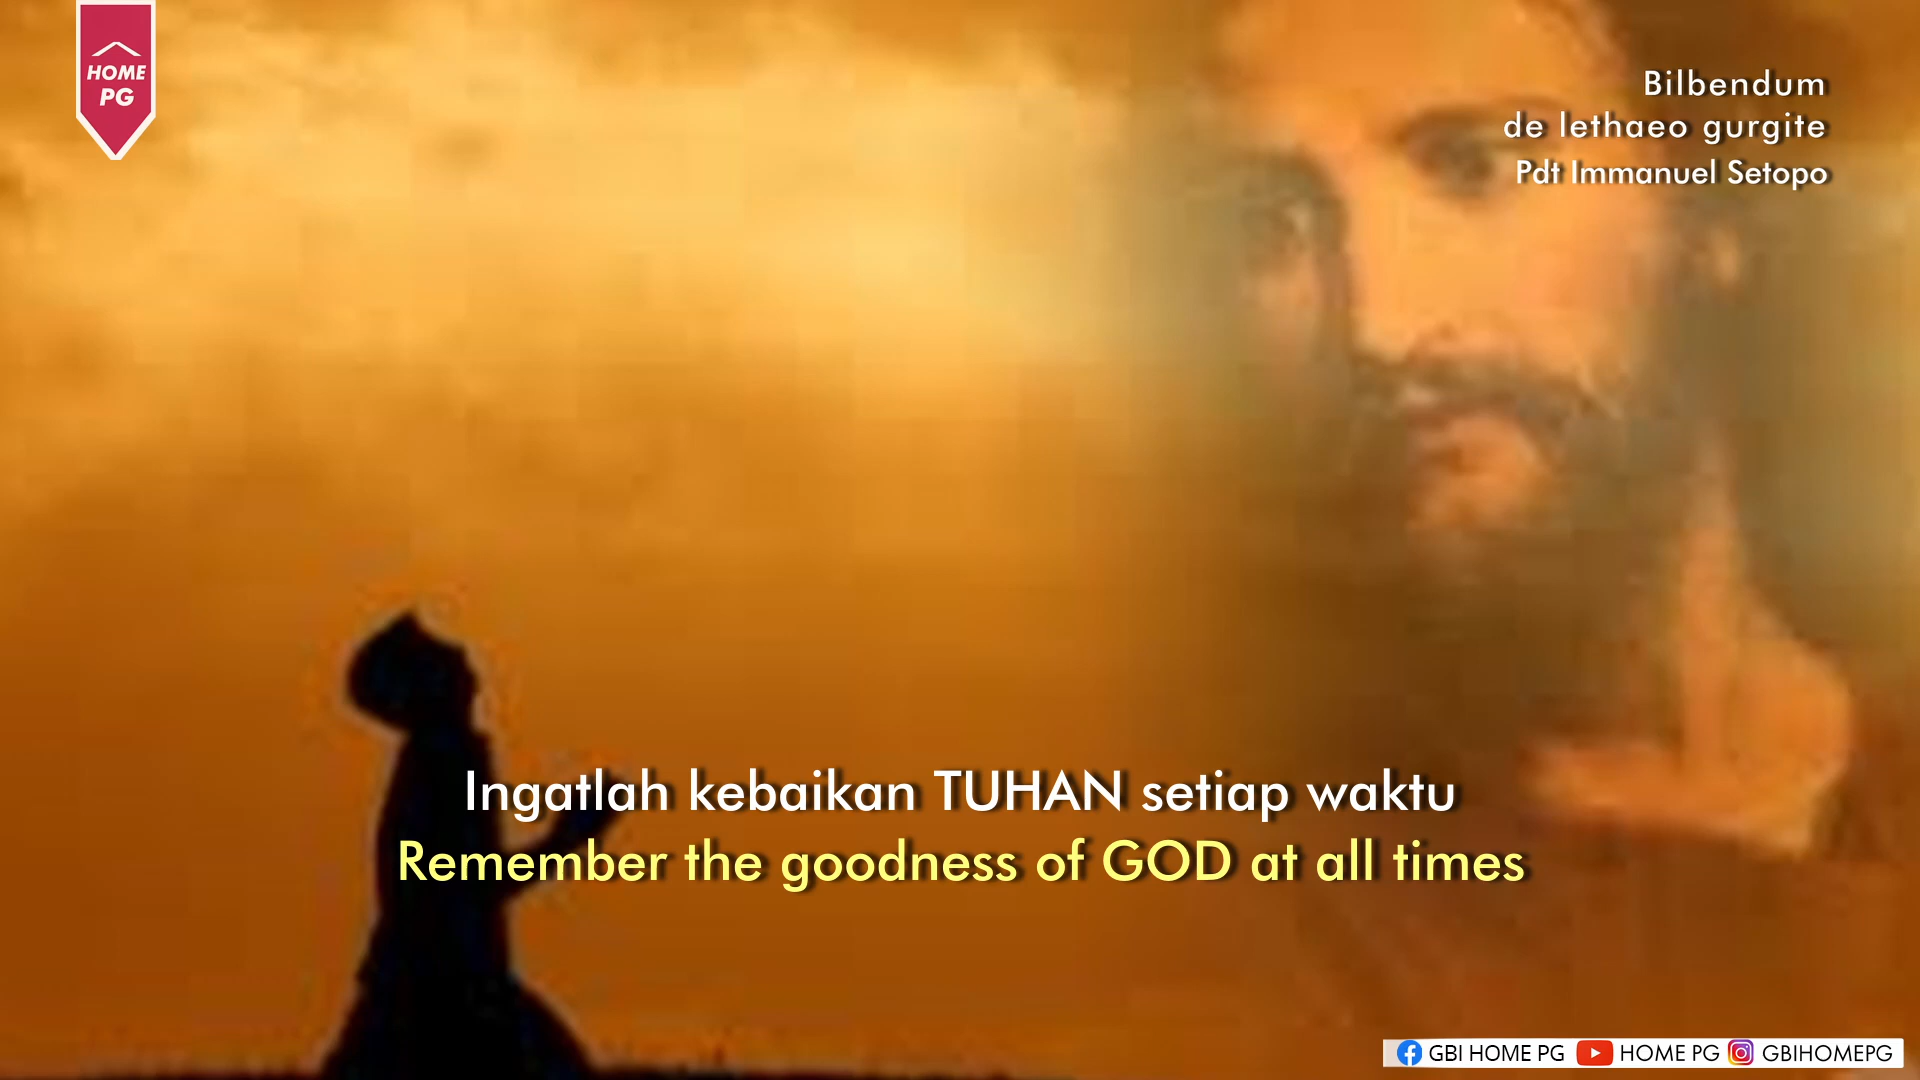 HOME
PG
Bilbendum
de lethaeo gurgite
Pdt Immanuel Setopo
Ingatlah kebaikan TUHAN setiap waktu
Remember the goodness of GOD at all times
GBI HOME PG HOME PG GBIHOMEPG